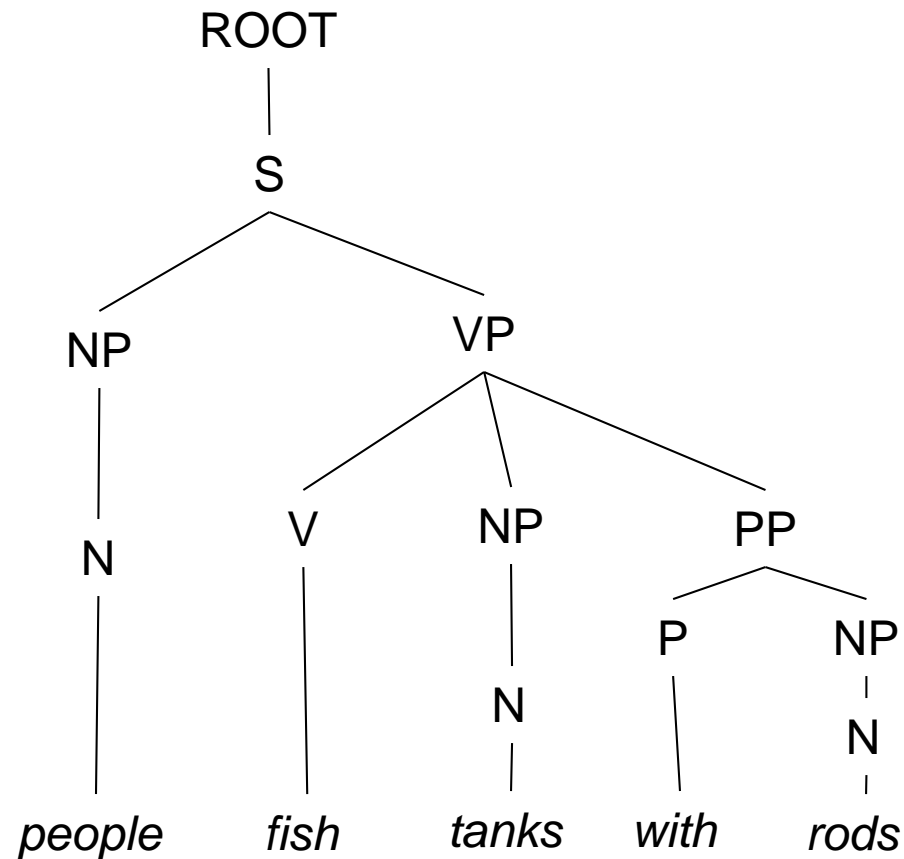 ROOT
S
NP VP
V NP PP
N
P NP
N N
people fish tanks with rods